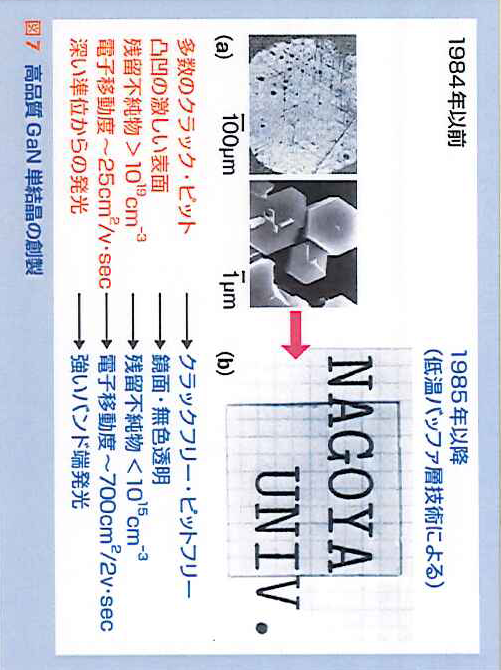 1984年以前
1985年以降
(低温バッファ層技術による)
NAGOYA
UNIV.
100μm
1μm
(a)
(b)
多数のクラック・ピット → クラックフリー・ピットフリー
凸凹の激しい表面 → 鏡面・無色透明
残留不純物>10¹⁹cm⁻³ → 残留不純物<10¹⁵cm⁻³
電子移動度~25cm²/v·sec → 電子移動度~700cm²/2v·sec
深い準位からの発光 → 強いバンド端発光
図7 高品質GaN単結晶の創製